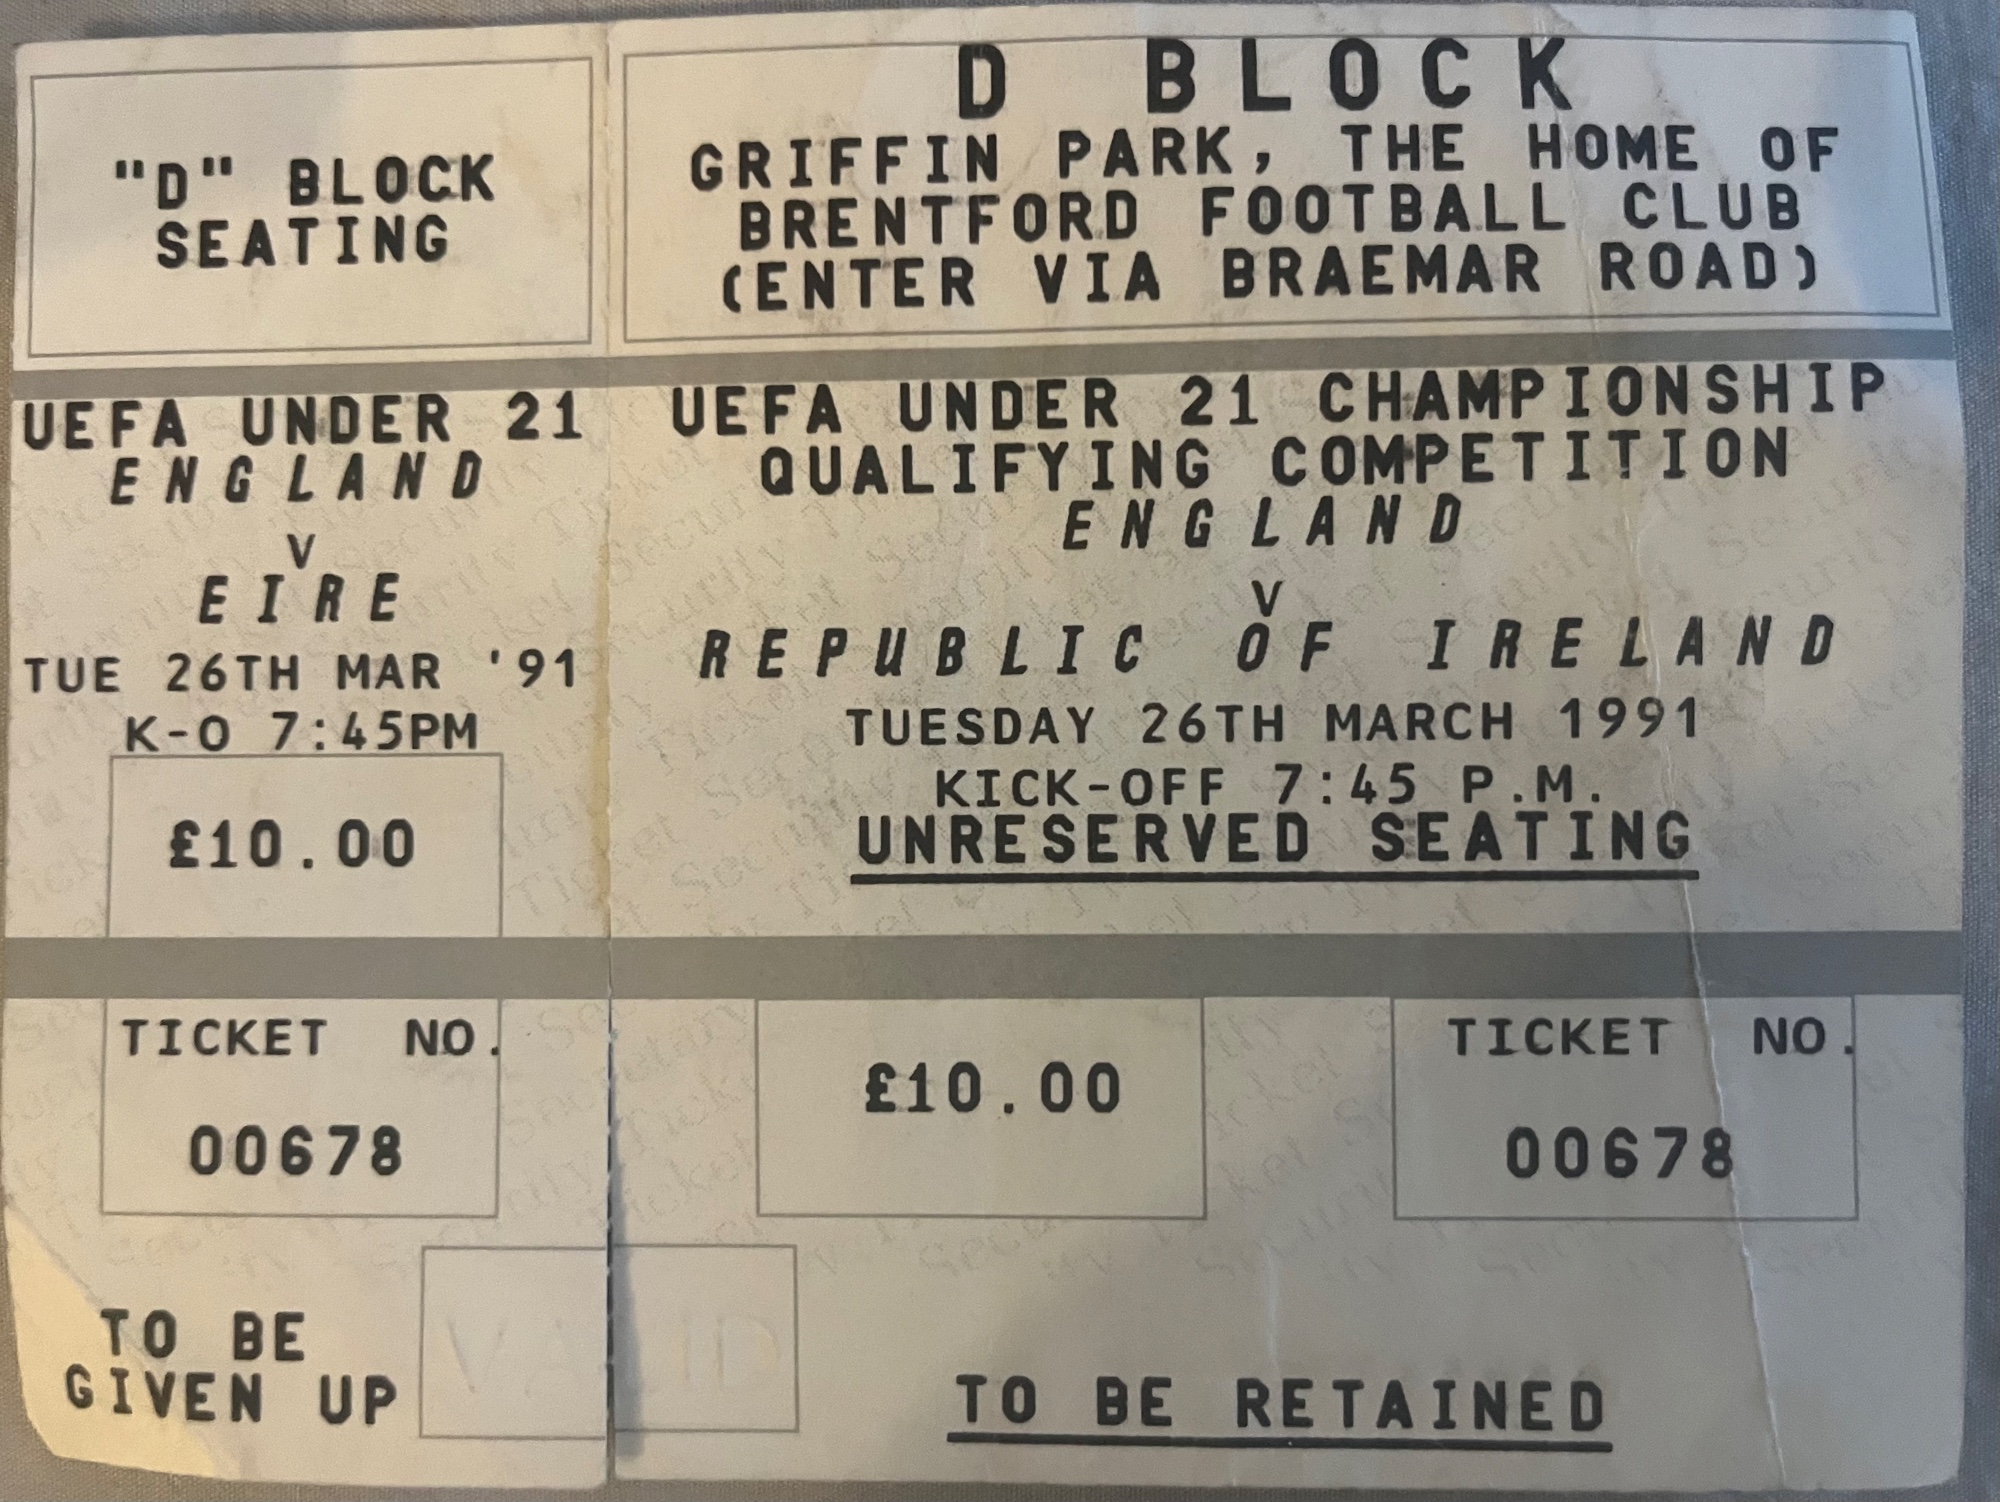 "D" BLOCK
SEATING
UEFA UNDER 21
ENGLAND
V
EIRE
TUE 26TH MAR '91
K-O 7:45PM
£10.00
TICKET NO.
00678
TO BE
GIVEN UP
VALID
D BLOCK
GRIFFIN PARK, THE HOME OF
BRENTFORD FOOTBALL CLUB
(ENTER VIA BRAEMAR ROAD)
UEFA UNDER 21 CHAMPIONSHIP
QUALIFYING COMPETITION
ENGLAND
V
REPUBLIC OF IRELAND
TUESDAY 26TH MARCH 1991
KICK-OFF 7:45 P.M.
UNRESERVED SEATING
£10.00
TICKET NO.
00678
TO BE RETAINED